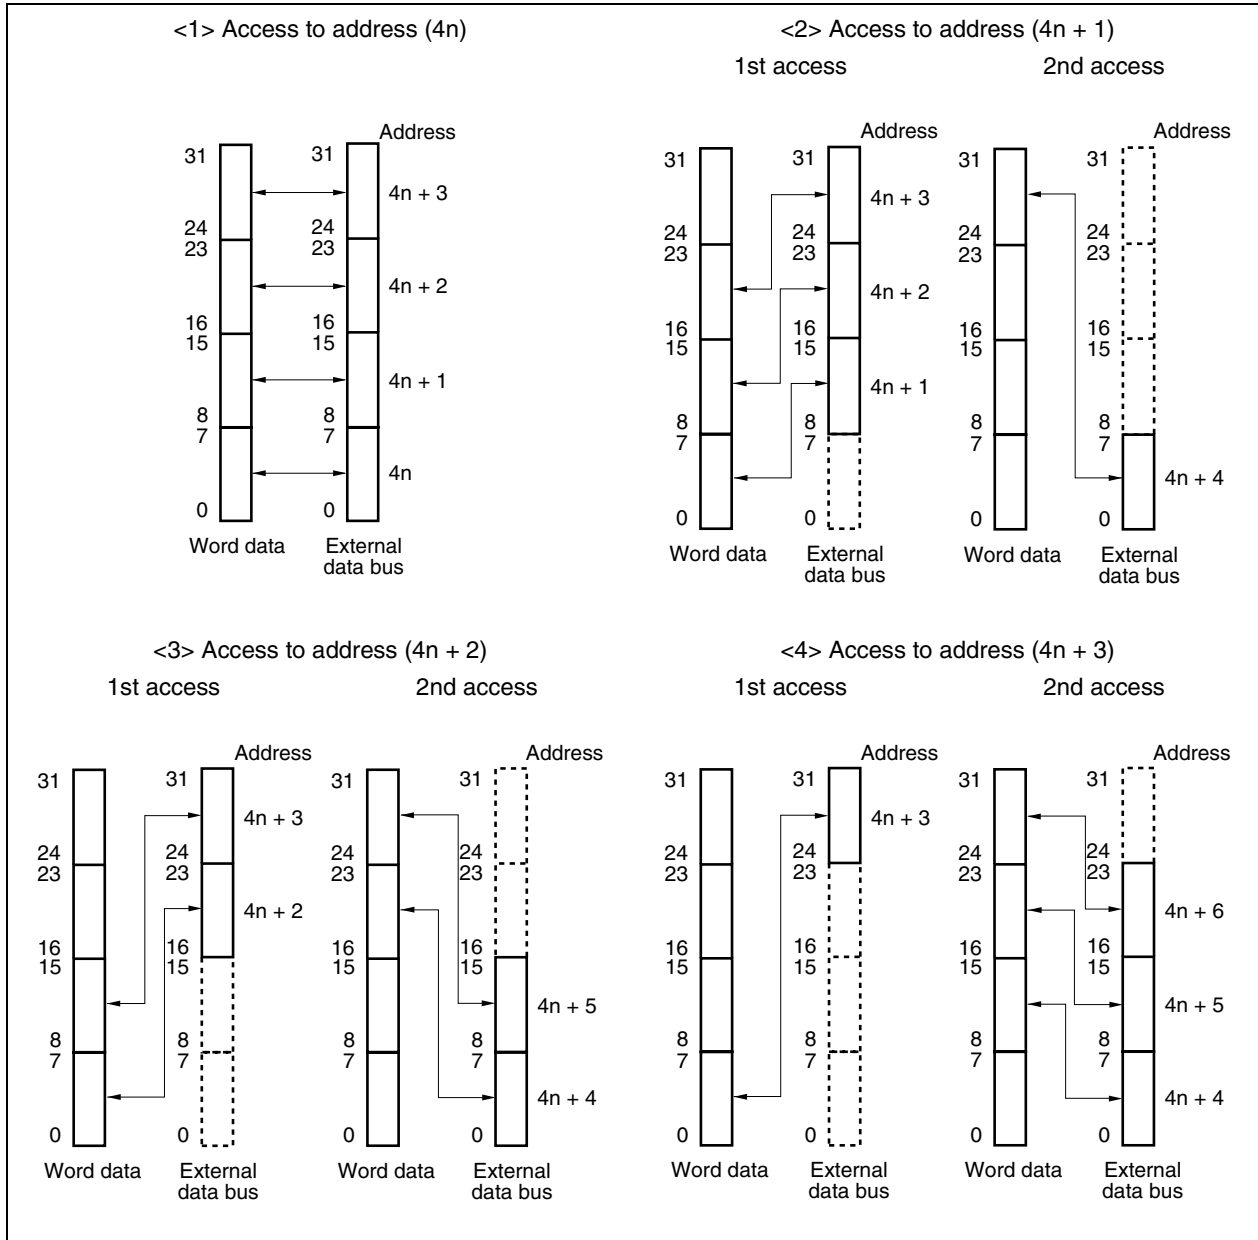 <1> Access to address (4n)
Address
31
31
4n + 3
24
24
23
23
4n + 2
16
16
15
15
4n + 1
8
8
7
7
4n
0
0
Word data
External
data bus
<2> Access to address (4n + 1)
1st access
2nd access
Address
31
31
4n + 3
24
24
23
23
4n + 2
16
16
15
15
4n + 1
8
8
7
7
0
0
Word data
External
data bus
Address
31
31
24
24
23
23
16
16
15
15
8
8
7
7
4n + 4
0
0
Word data
External
data bus
<3> Access to address (4n + 2)
1st access
2nd access
Address
31
31
4n + 3
24
24
23
23
4n + 2
16
16
15
15
8
8
7
7
0
0
Word data
External
data bus
Address
31
31
24
24
23
23
16
16
15
15
4n + 5
8
8
7
7
4n + 4
0
0
Word data
External
data bus
<4> Access to address (4n + 3)
1st access
2nd access
Address
31
31
4n + 3
24
24
23
23
16
16
15
15
8
8
7
7
0
0
Word data
External
data bus
Address
31
31
24
24
23
23
4n + 6
16
16
15
15
4n + 5
8
8
7
7
4n + 4
0
0
Word data
External
data bus